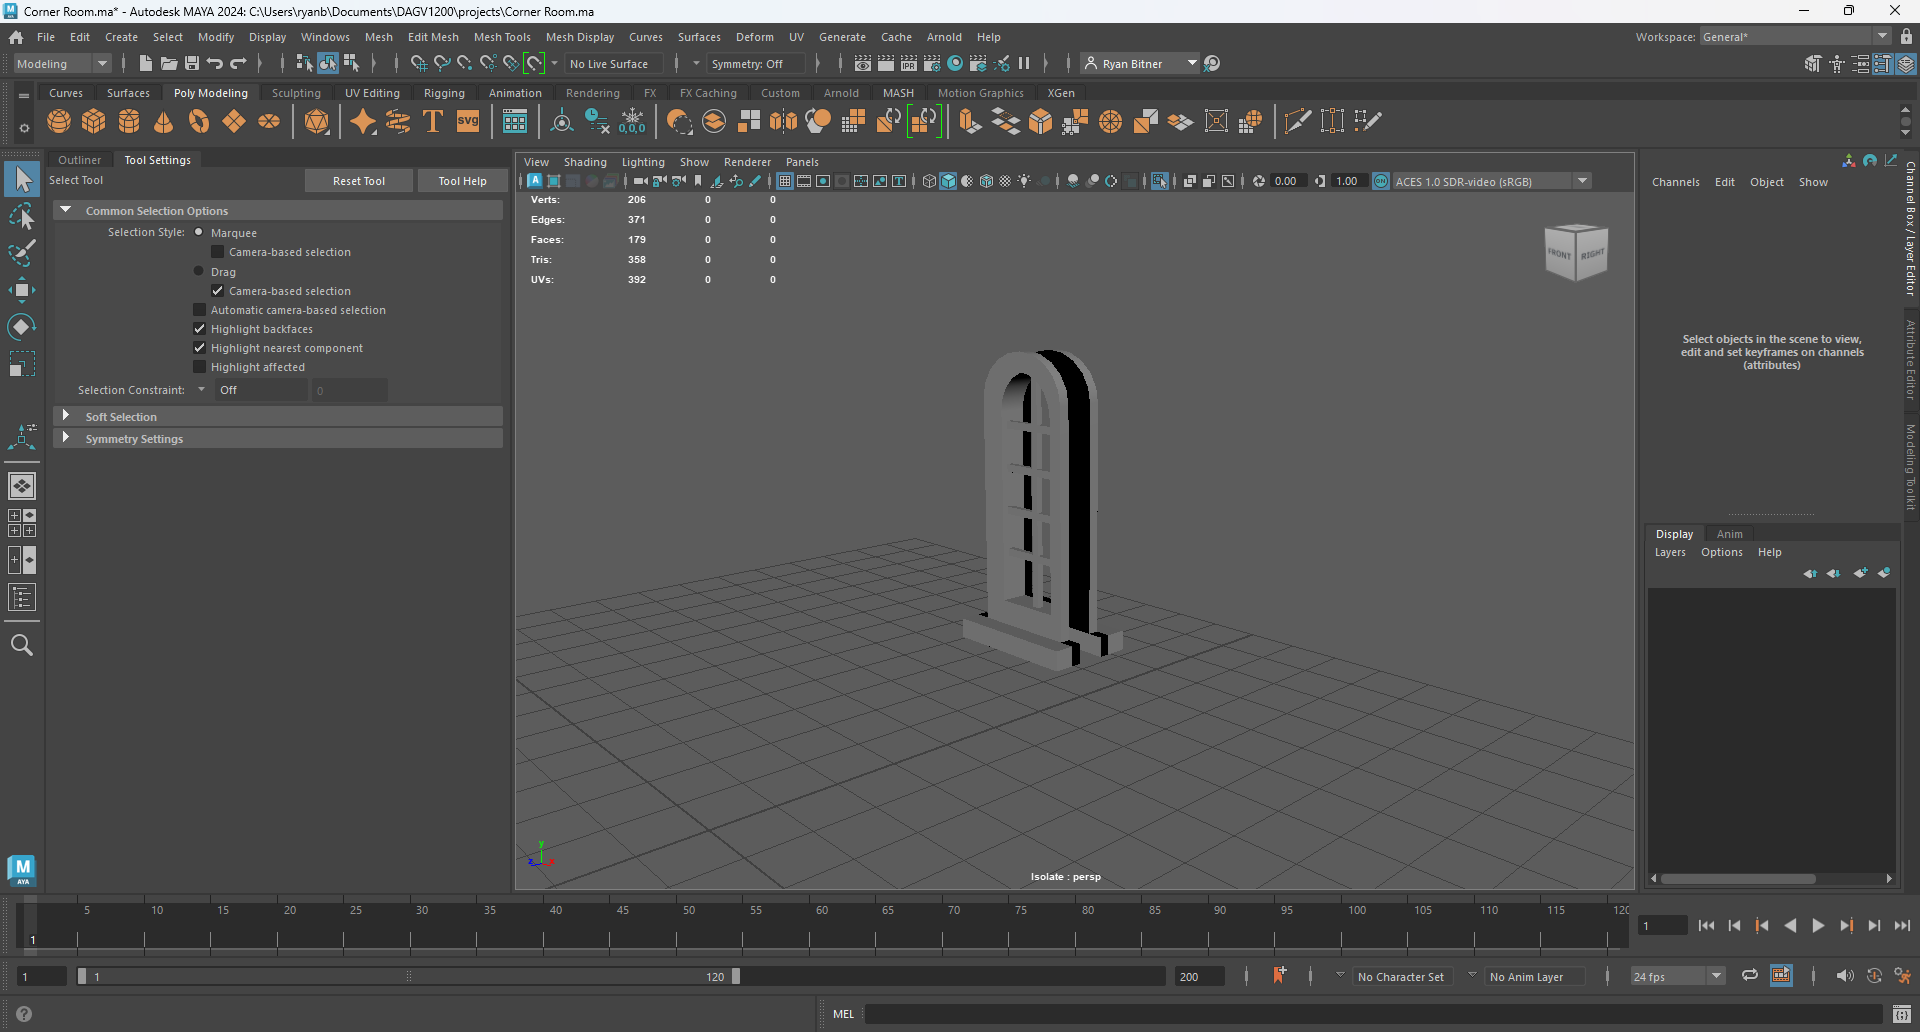 Corner Room.ma* - Autodesk MAYA 2024: C:\Users\ryanb\Documents\DAGV1200\projects\Corner Room.ma
File Edit Create Select Modify Display Windows Mesh Edit Mesh Mesh Tools Mesh Display Curves Surfaces Deform UV Generate Cache Arnold Help Workspace: General*
Modeling No Live Surface Symmetry: Off IPR Ryan Bitner
Curves Surfaces Poly Modeling Sculpting UV Editing Rigging Animation Rendering FX FX Caching Custom Arnold MASH Motion Graphics XGen
T svg 0,0,0
Outliner Tool Settings
Select Tool Reset Tool Tool Help
Common Selection Options
Selection Style: Marquee
Camera-based selection
Drag
Camera-based selection
Automatic camera-based selection
Highlight backfaces
Highlight nearest component
Highlight affected
Selection Constraint: Off 0
Soft Selection
Symmetry Settings
View Shading Lighting Show Renderer Panels
0.00 1.00 ON ACES 1.0 SDR-video (sRGB)
Verts: 206 0 0
Edges: 371 0 0
Faces: 179 0 0
Tris: 358 0 0
UVs: 392 0 0
FRONT RIGHT
y
z x
Isolate : persp
Channels Edit Object Show
Select objects in the scene to view,
edit and set keyframes on channels
(attributes)
Channel Box / Layer Editor
Attribute Editor
Modeling Toolkit
Display Anim
Layers Options Help
M
AYA
5 10 15 20 25 30 35 40 45 50 55 60 65 70 75 80 85 90 95 100 105 110 115 120
1 1
1 1 120 200 No Character Set No Anim Layer 24 fps
MEL